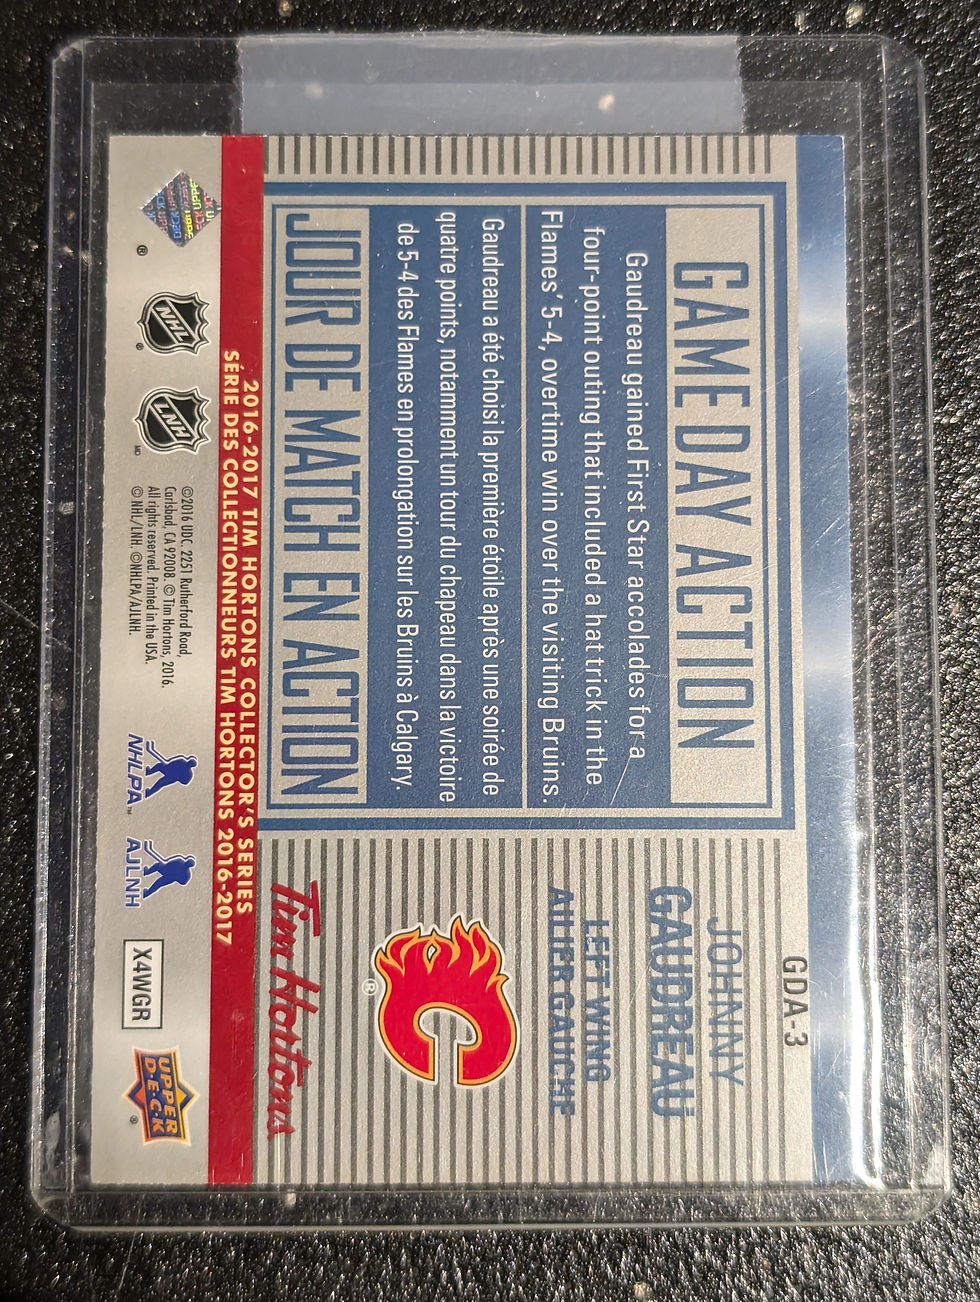 GDA-3
GAME DAY ACTION
Gaudreau gained First Star accolades for a
four-point outing that included a hat trick in the
Flames' 5-4, overtime win over the visiting Bruins.
Gaudreau a été choisi la première étoile après une soirée de
quatre points, notamment un tour du chapeau dans la victoire
de 5-4 des Flames en prolongation sur les Bruins à Calgary.
JOUR DE MATCH EN ACTION
JOHNNY
GAUDREAU
LEFT WING
AILIER GAUCHE
C
®
Tim Hortons
2016-2017 TIM HORTONS COLLECTOR'S SERIES
SÉRIE DES COLLECTIONNEURS TIM HORTONS 2016-2017
®
NHL
®
LNH
MD
©2016 UDC. 2251 Rutherford Road,
Carlsbad, CA 92008. © Tim Hortons, 2016.
All rights reserved. Printed in the USA.
© NHL/LNH. ©NHLPA/AJLNH.
NHLPA™
AJLNH
X4WGR
UPPER
DECK
®